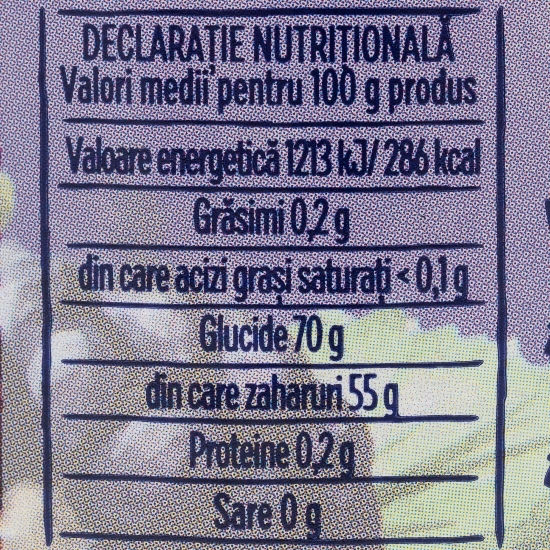 DECLARAȚIE NUTRIȚIONALĂ
Valori medii pentru 100 g produs
Valoare energetică 1213 kJ/ 286 kcal
Grăsimi 0,2 g
din care acizi grași saturați < 0,1 g
Glucide 70 g
din care zaharuri 55 g
Proteine 0,2 g
Sare 0 g